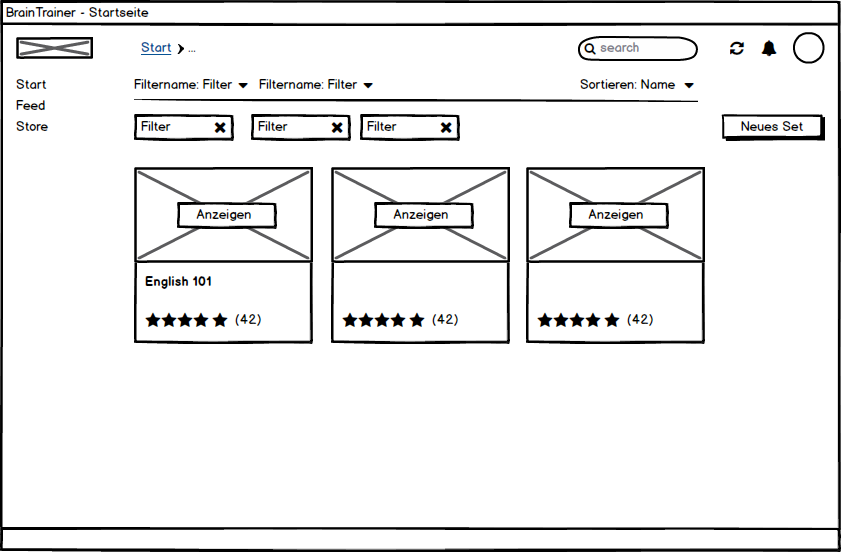 BrainTrainer - Startseite
Start ...
search
Start
Feed
Store
Filtername: Filter Filtername: Filter
Sortieren: Name
Filter Filter Filter
Neues Set
Anzeigen Anzeigen Anzeigen
English 101
(42) (42) (42)